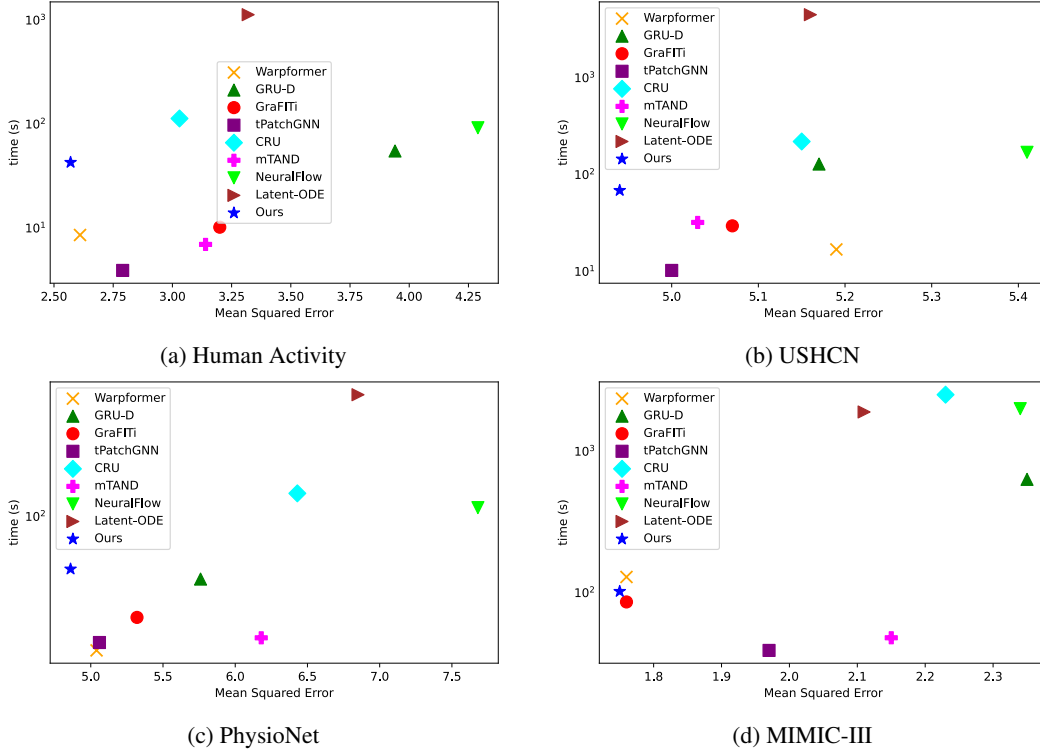 10³
10²
10¹
time (s)
Warpformer
GRU-D
GraFITi
tPatchGNN
CRU
mTAND
NeuralFlow
Latent-ODE
Ours
2.50 2.75 3.00 3.25 3.50 3.75 4.00 4.25
Mean Squared Error
(a) Human Activity
10³
10²
10¹
time (s)
Warpformer
GRU-D
GraFITi
tPatchGNN
CRU
mTAND
NeuralFlow
Latent-ODE
Ours
5.0 5.1 5.2 5.3 5.4
Mean Squared Error
(b) USHCN
10²
time (s)
Warpformer
GRU-D
GraFITi
tPatchGNN
CRU
mTAND
NeuralFlow
Latent-ODE
Ours
5.0 5.5 6.0 6.5 7.0 7.5
Mean Squared Error
(c) PhysioNet
10³
10²
time (s)
Warpformer
GRU-D
GraFITi
tPatchGNN
CRU
mTAND
NeuralFlow
Latent-ODE
Ours
1.8 1.9 2.0 2.1 2.2 2.3
Mean Squared Error
(d) MIMIC-III